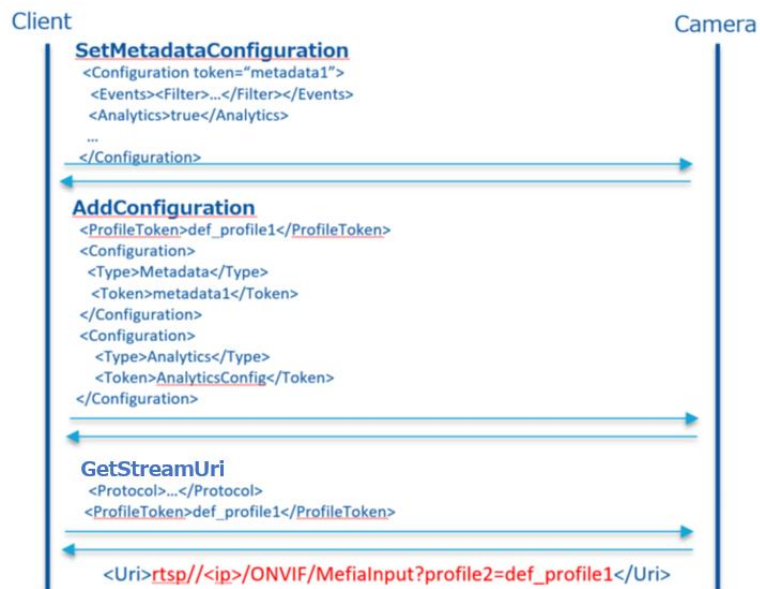 Client
Camera
SetMetadataConfiguration
<Configuration token=“metadata1”>
<Events><Filter>...</Filter></Events>
<Analytics>true</Analytics>
...
</Configuration>
AddConfiguration
<ProfileToken>def_profile1</ProfileToken>
<Configuration>
<Type>Metadata</Type>
<Token>metadata1</Token>
</Configuration>
<Configuration>
<Type>Analytics</Type>
<Token>AnalyticsConfig</Token>
</Configuration>
GetStreamUri
<Protocol>...</Protocol>
<ProfileToken>def_profile1</ProfileToken>
<Uri>rtsp//<ip>/ONVIF/MefiaInput?profile2=def_profile1</Uri>